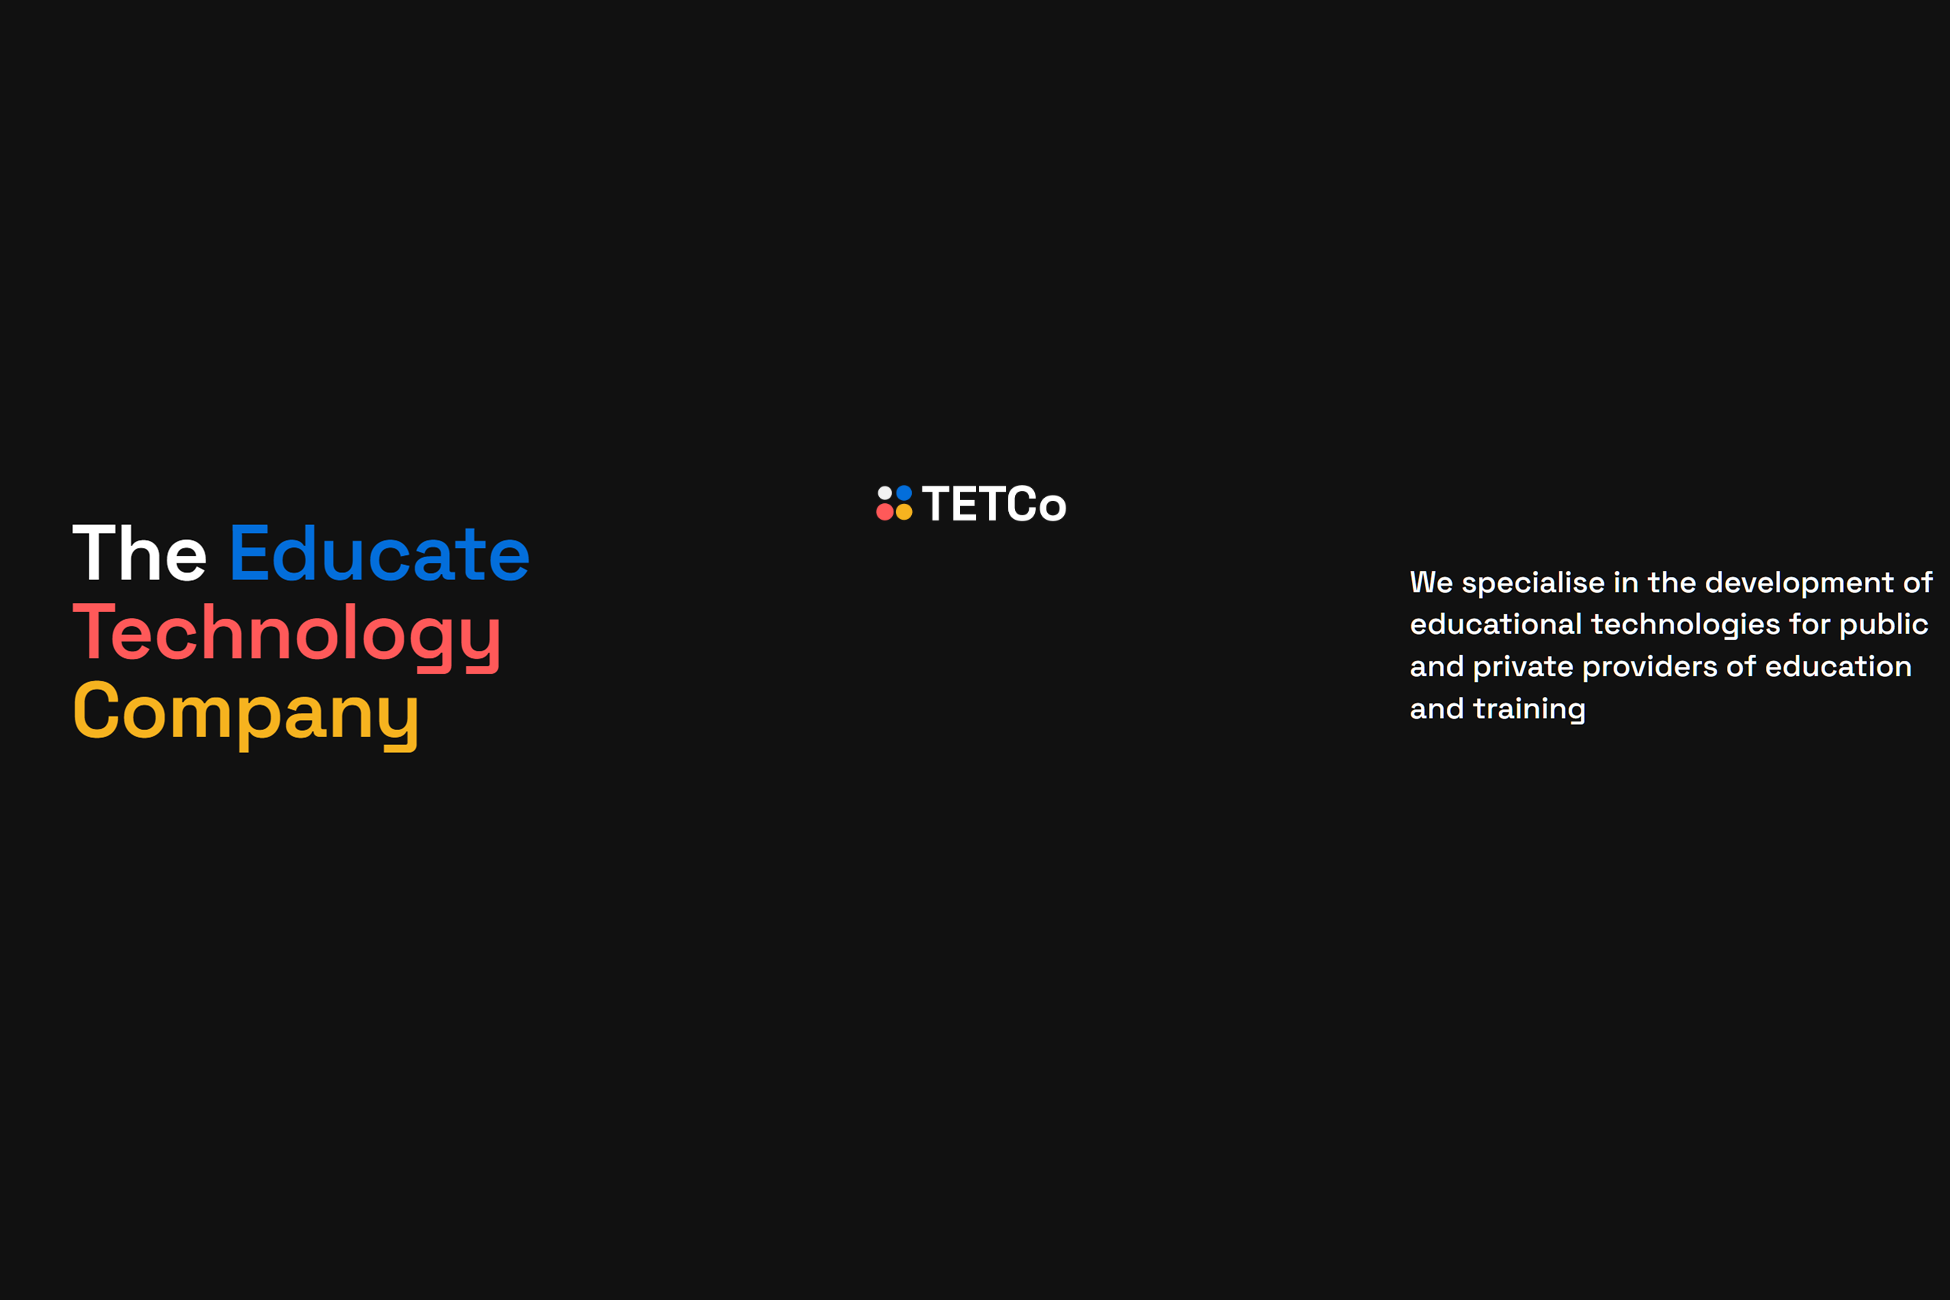 The Educate
Technology
Company
TETCo
We specialise in the development of
educational technologies for public
and private providers of education
and training